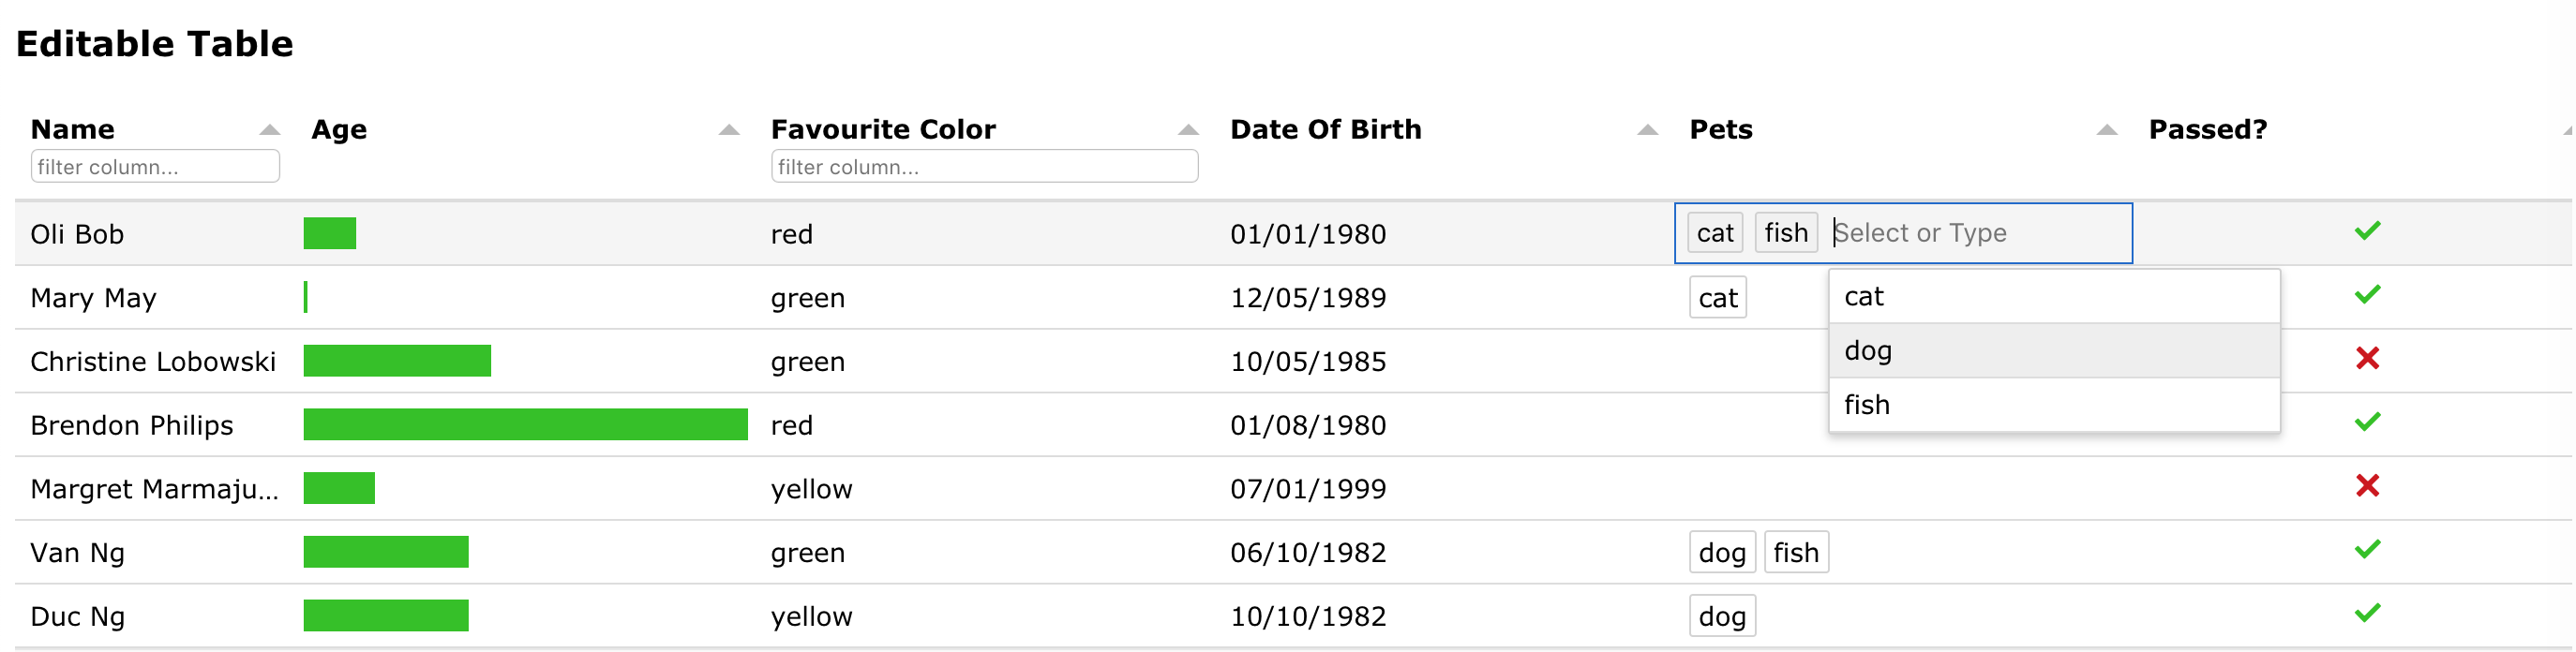 Editable Table
Name Age Favourite Color Date Of Birth Pets Passed?
filter column... filter column...
Oli Bob red 01/01/1980 cat fish Select or Type
Mary May green 12/05/1989 cat
cat
Christine Lobowski green 10/05/1985
dog
fish
Brendon Philips red 01/08/1980
Margret Marmaju... yellow 07/01/1999
Van Ng green 06/10/1982 dog fish
Duc Ng yellow 10/10/1982 dog